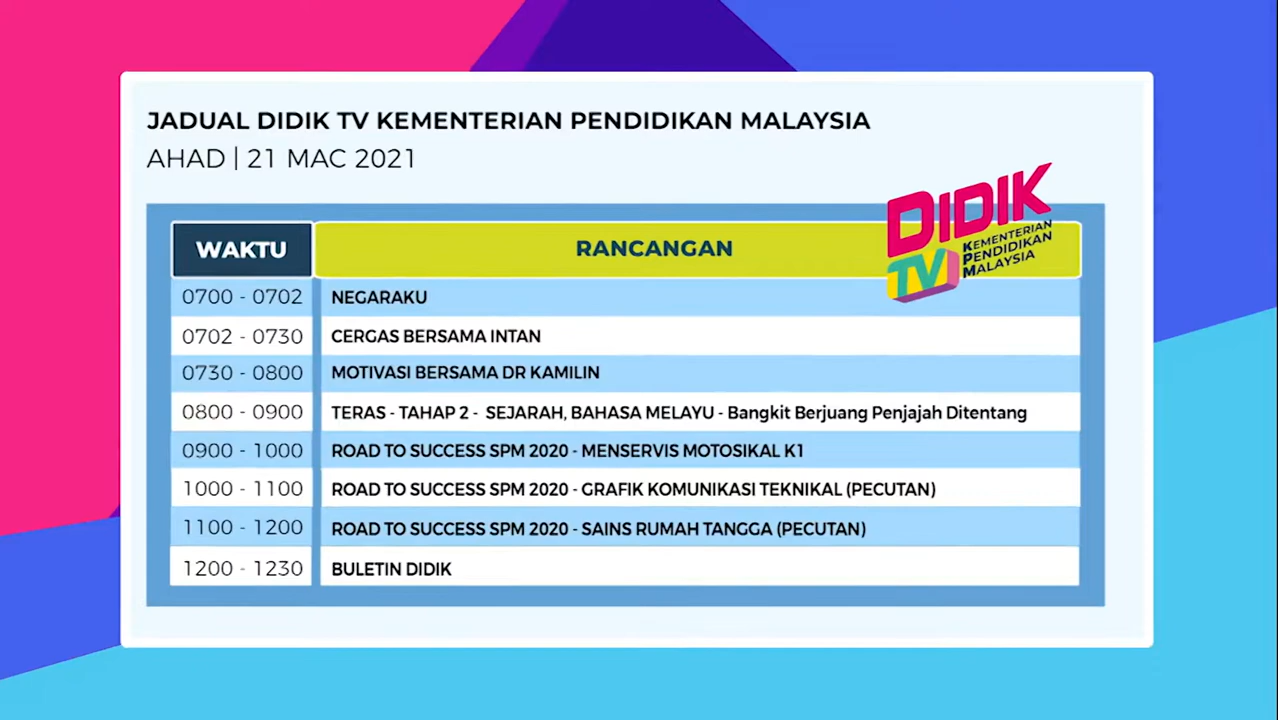 JADUAL DIDIK TV KEMENTERIAN PENDIDIKAN MALAYSIA
AHAD | 21 MAC 2021
DIDIK
TV
KEMENTERIAN
PENDIDIKAN
MALAYSIA
WAKTU RANCANGAN
0700 - 0702 NEGARAKU
0702 - 0730 CERGAS BERSAMA INTAN
0730 - 0800 MOTIVASI BERSAMA DR KAMILIN
0800 - 0900 TERAS - TAHAP 2 - SEJARAH, BAHASA MELAYU - Bangkit Berjuang Penjajah Ditentang
0900 - 1000 ROAD TO SUCCESS SPM 2020 - MENSERVIS MOTOSIKAL K1
1000 - 1100 ROAD TO SUCCESS SPM 2020 - GRAFIK KOMUNIKASI TEKNIKAL (PECUTAN)
1100 - 1200 ROAD TO SUCCESS SPM 2020 - SAINS RUMAH TANGGA (PECUTAN)
1200 - 1230 BULETIN DIDIK